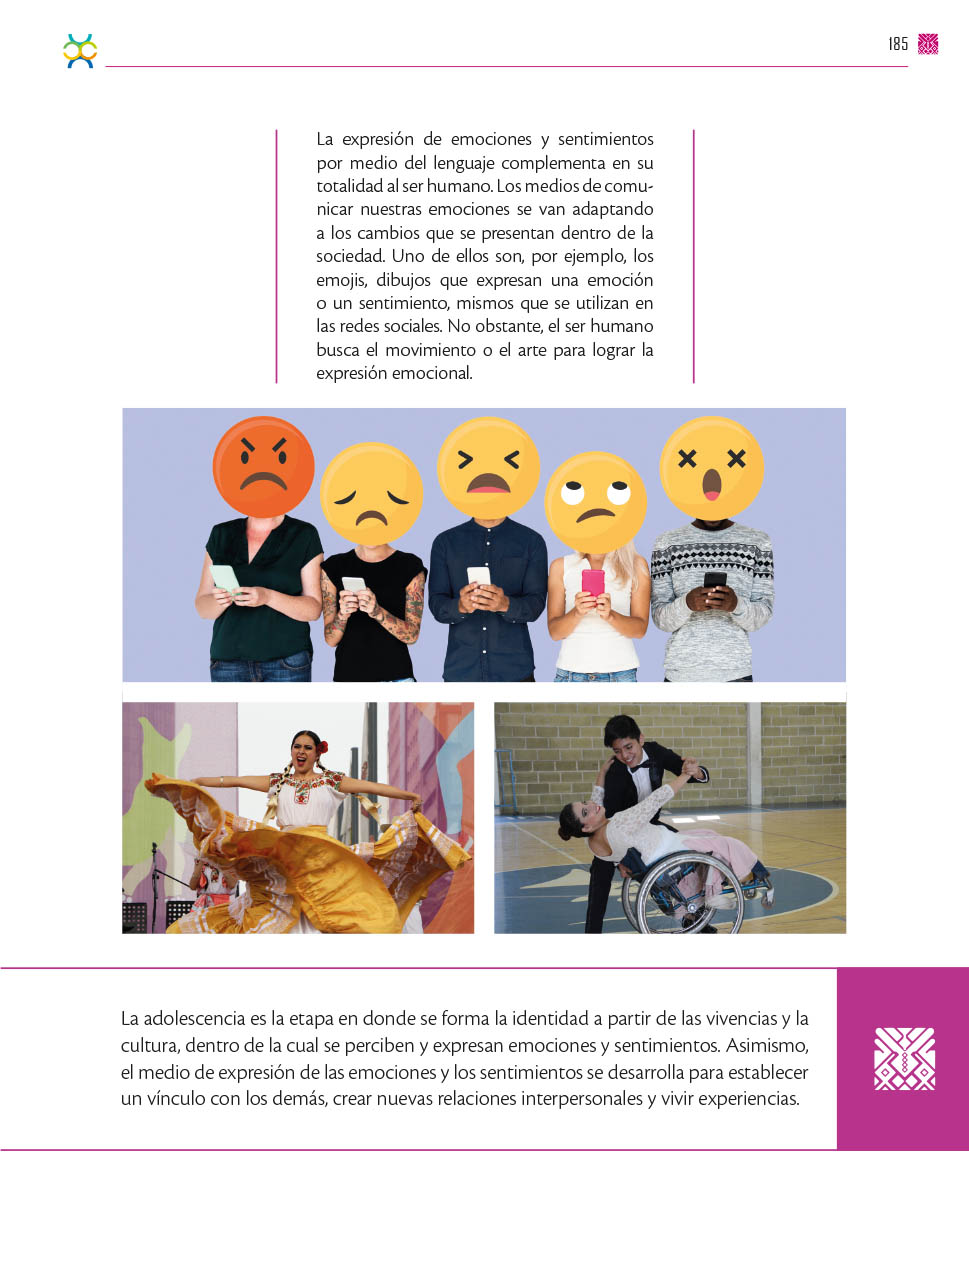 185
La expresión de emociones y sentimientos
por medio del lenguaje complementa en su
totalidad al ser humano. Los medios de comu-
nicar nuestras emociones se van adaptando
a los cambios que se presentan dentro de la
sociedad. Uno de ellos son, por ejemplo, los
emojis, dibujos que expresan una emoción
o un sentimiento, mismos que se utilizan en
las redes sociales. No obstante, el ser humano
busca el movimiento o el arte para lograr la
expresión emocional.
La adolescencia es la etapa en donde se forma la identidad a partir de las vivencias y la
cultura, dentro de la cual se perciben y expresan emociones y sentimientos. Asimismo,
el medio de expresión de las emociones y los sentimientos se desarrolla para establecer
un vínculo con los demás, crear nuevas relaciones interpersonales y vivir experiencias.